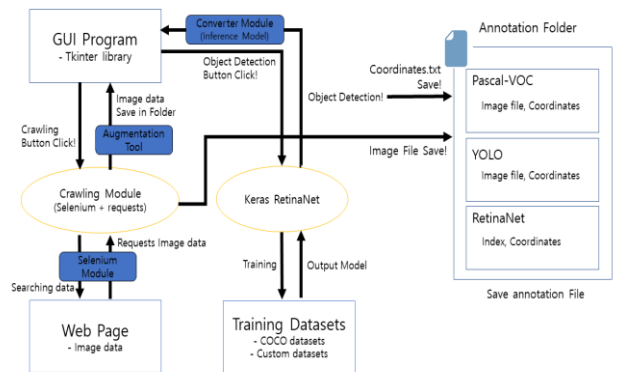 Converter Module
(Inference Model)
GUI Program
- Tkinter library
Object Detection
Button Click!
Image data
Save in Folder
Crawling
Button Click!
Augmentation
Tool
Crawling Module
(Selenium + requests)
Keras RetinaNet
Requests Image data
Selenium
Module
Searching data
Training
Output Model
Web Page
- Image data
Training Datasets
- COCO datasets
- Custom datasets
Annotation Folder
Coordinates.txt
Save!
Object Detection!
Image File Save!
Pascal-VOC
Image file, Coordinates
YOLO
Image file, Coordinates
RetinaNet
Index, Coordinates
Save annotation File